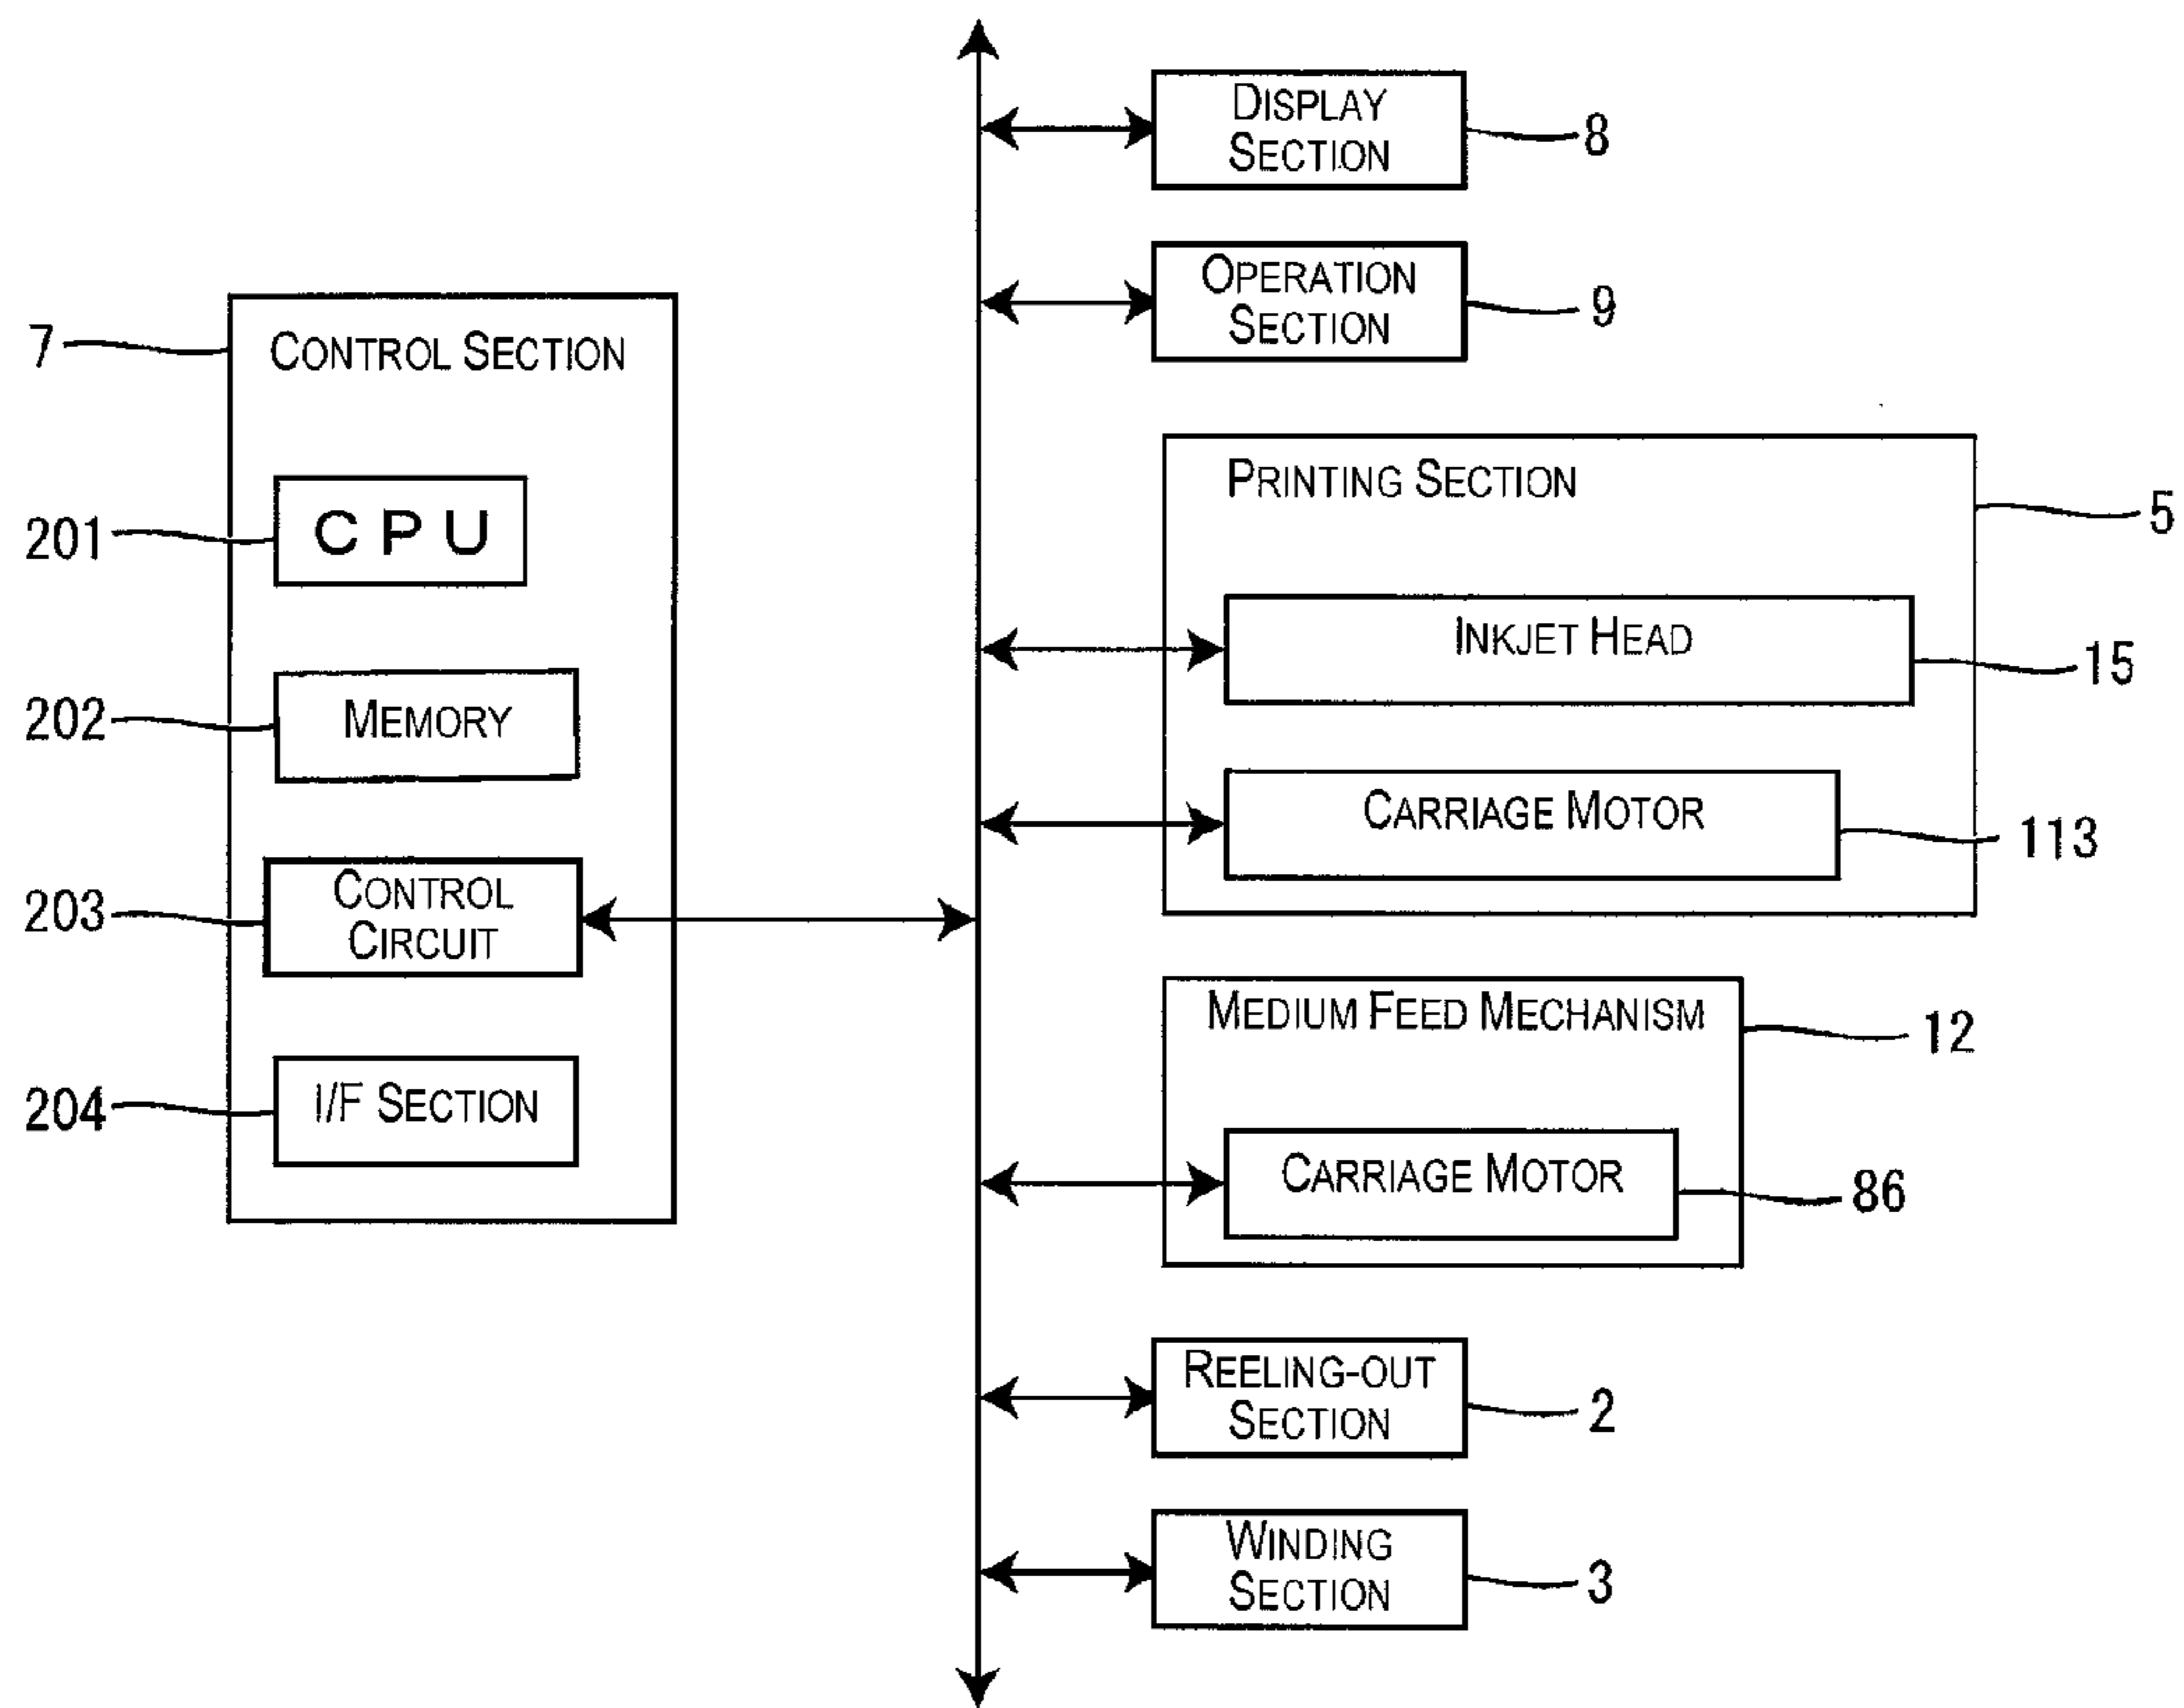 7
CONTROL SECTION
201
CPU
202
MEMORY
203
CONTROL
CIRCUIT
204
I/F SECTION
DISPLAY
SECTION
8
OPERATION
SECTION
9
PRINTING SECTION
5
INKJET HEAD
15
CARRIAGE MOTOR
113
MEDIUM FEED MECHANISM
12
CARRIAGE MOTOR
86
REELING-OUT
SECTION
2
WINDING
SECTION
3